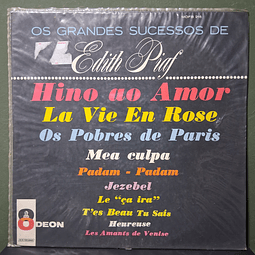 OS GRANDES SUCESSOS DE
Edith Piaf
Hino ao Amor
La Vie En Rose
Os Pobres de Paris
Mea culpa
Padam - Padam
Jezebel
Le "ça ira"
T'es Beau Tu Sais
Heureuse
Les Amants de Venise
ODEON